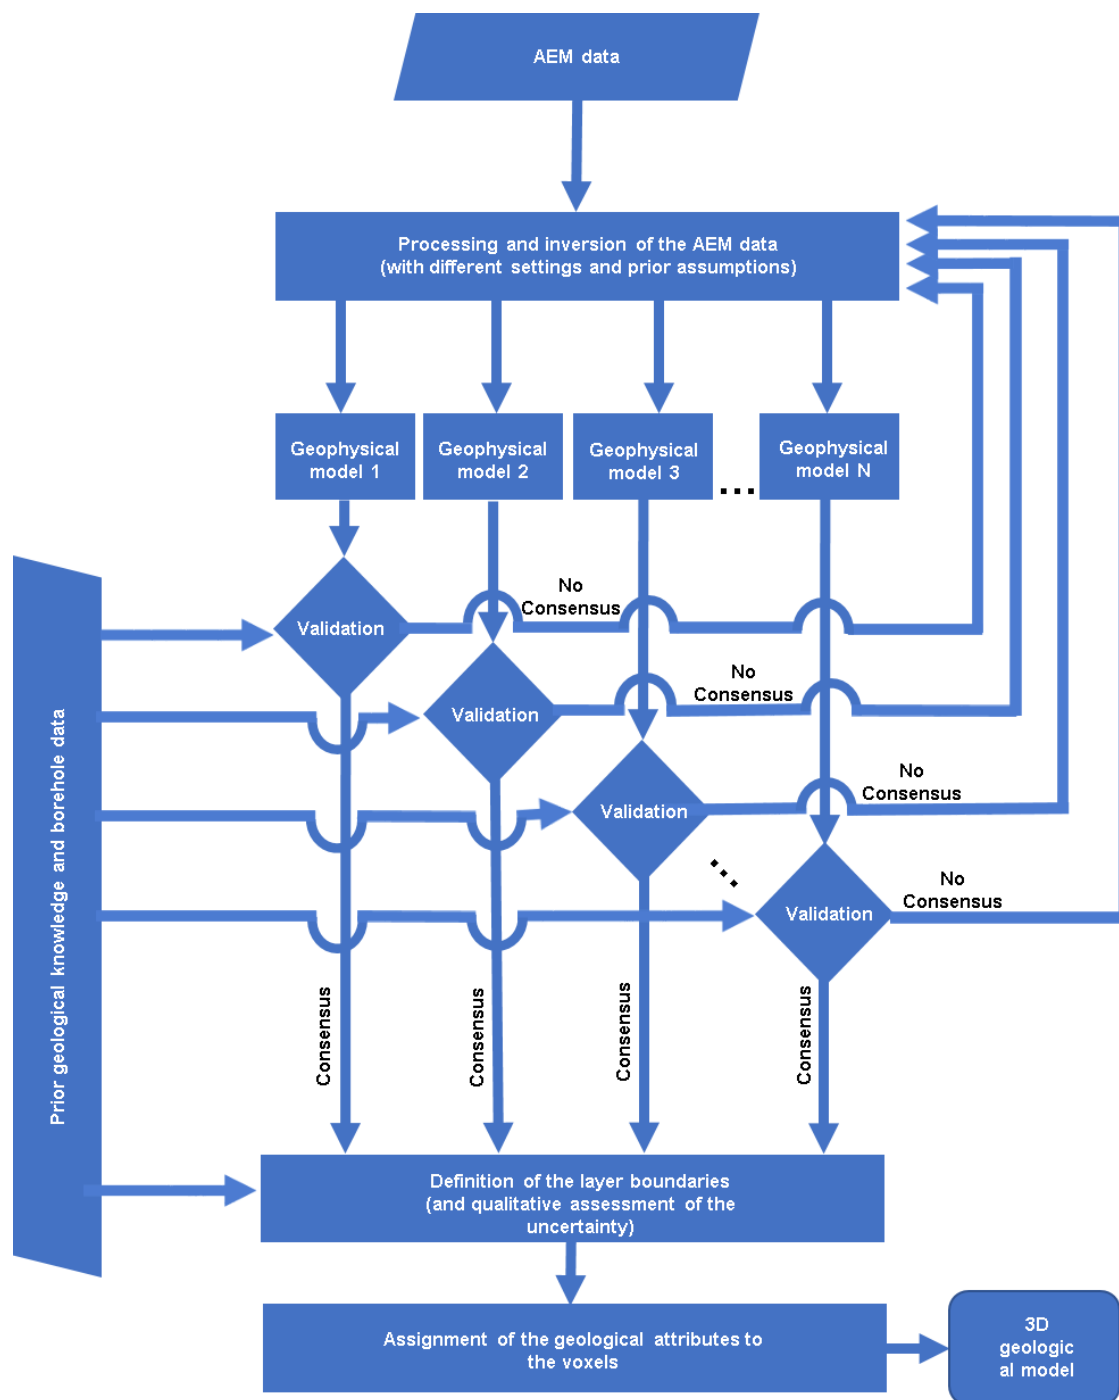 AEM data
Processing and inversion of the AEM data
(with different settings and prior assumptions)
Geophysical
model 1
Geophysical
model 2
Geophysical
model 3
...
Geophysical
model N
Prior geological knowledge and borehole data
Validation
No
Consensus
Validation
No
Consensus
Validation
No
Consensus
...
Validation
No
Consensus
Consensus
Consensus
Consensus
Consensus
Definition of the layer boundaries
(and qualitative assessment of the
uncertainty)
Assignment of the geological attributes to
the voxels
3D
geologic
al model